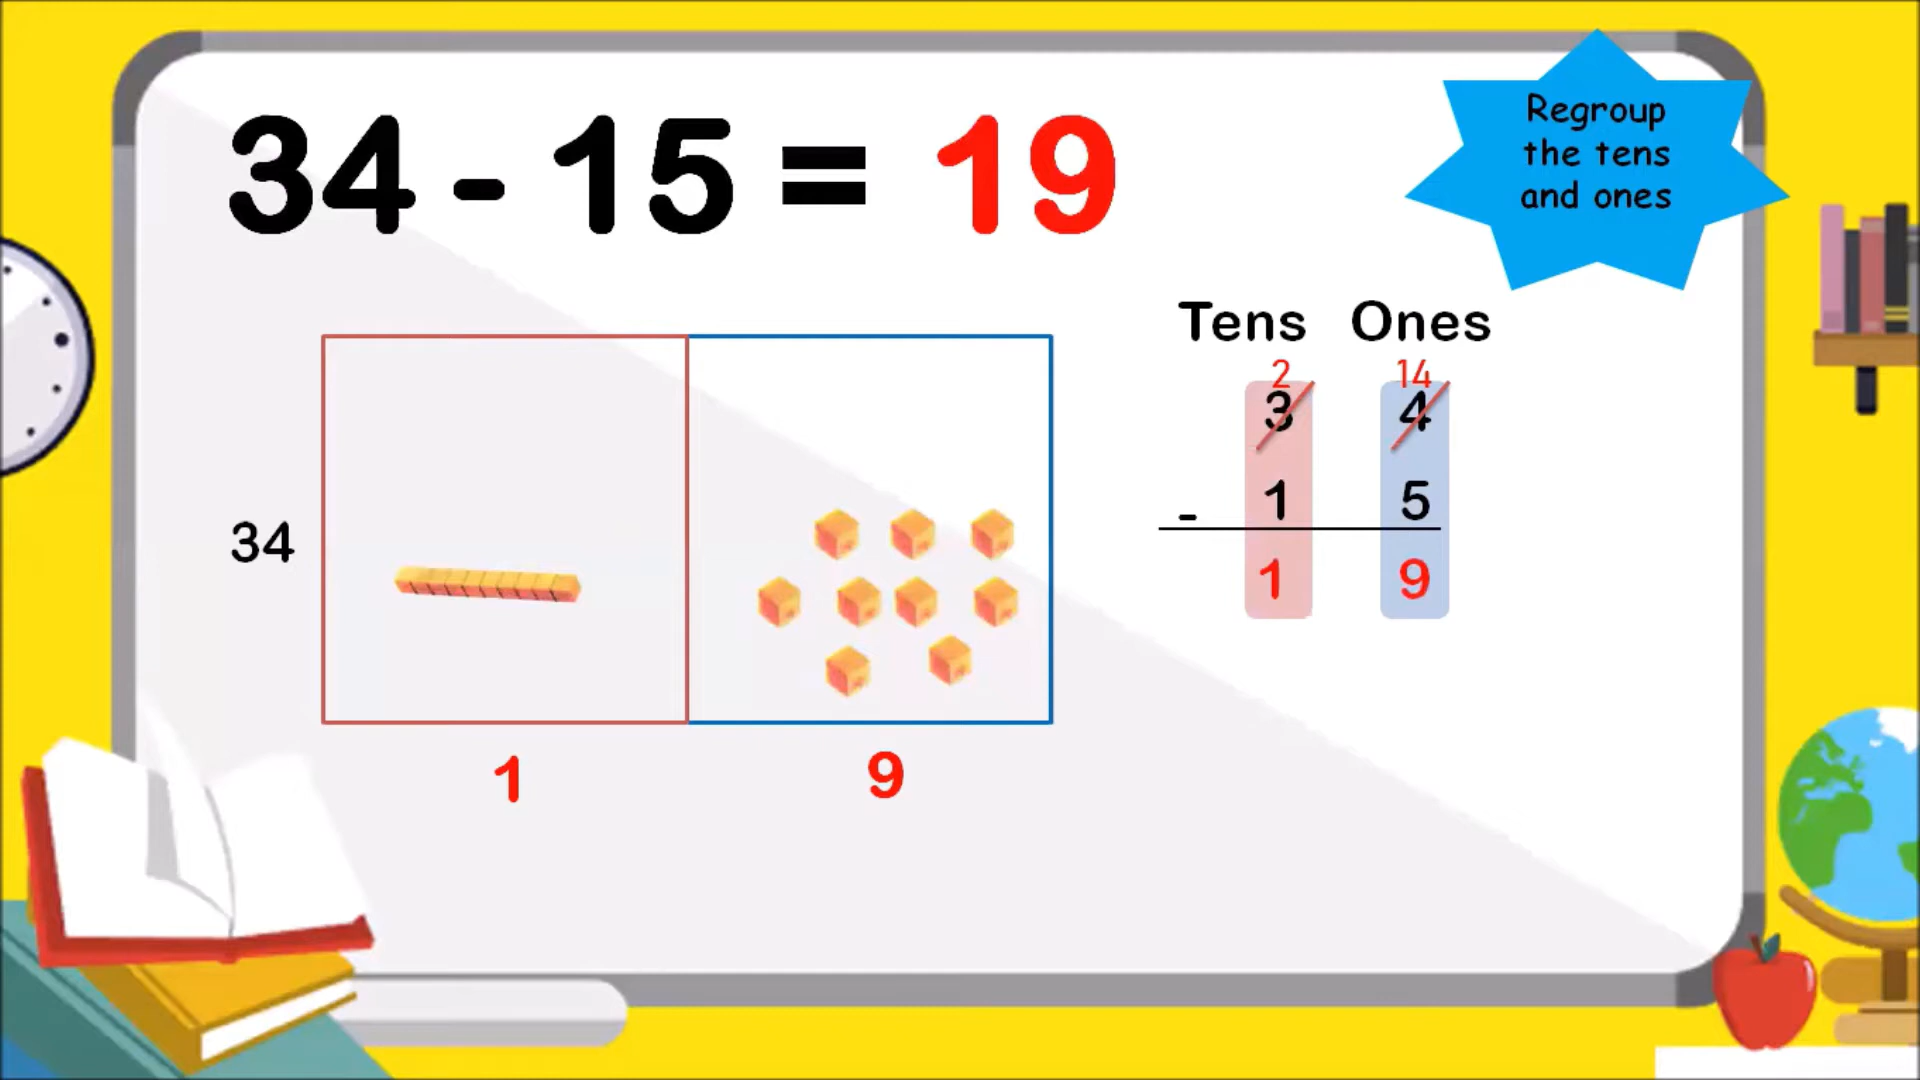 34 - 15 = 19
Regroup
the tens
and ones
Tens Ones
2 14
3 4
- 1 5
1 9
34
1 9